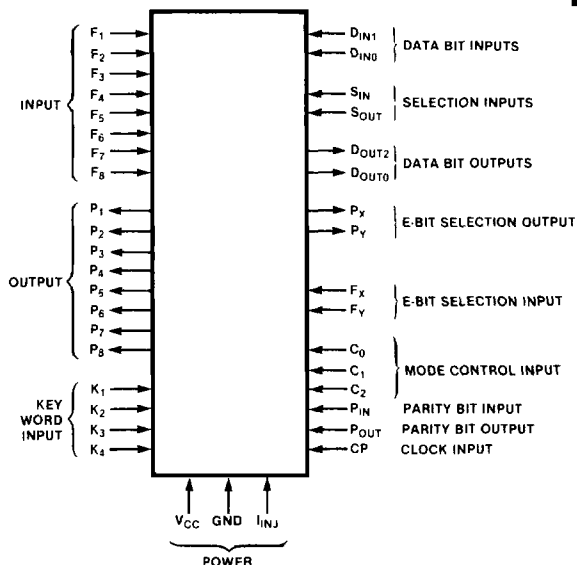 INPUT
F1
F2
F3
F4
F5
F6
F7
F8
OUTPUT
P1
P2
P3
P4
P5
P6
P7
P8
KEY
WORD
INPUT
K1
K2
K3
K4
DIN1
DIN0
DATA BIT INPUTS
SIN
SOUT
SELECTION INPUTS
DOUT2
DOUT0
DATA BIT OUTPUTS
PX
PY
E-BIT SELECTION OUTPUT
FX
FY
E-BIT SELECTION INPUT
C0
C1
C2
MODE CONTROL INPUT
PIN PARITY BIT INPUT
POUT PARITY BIT OUTPUT
CP CLOCK INPUT
VCC GND IINJ
POWER